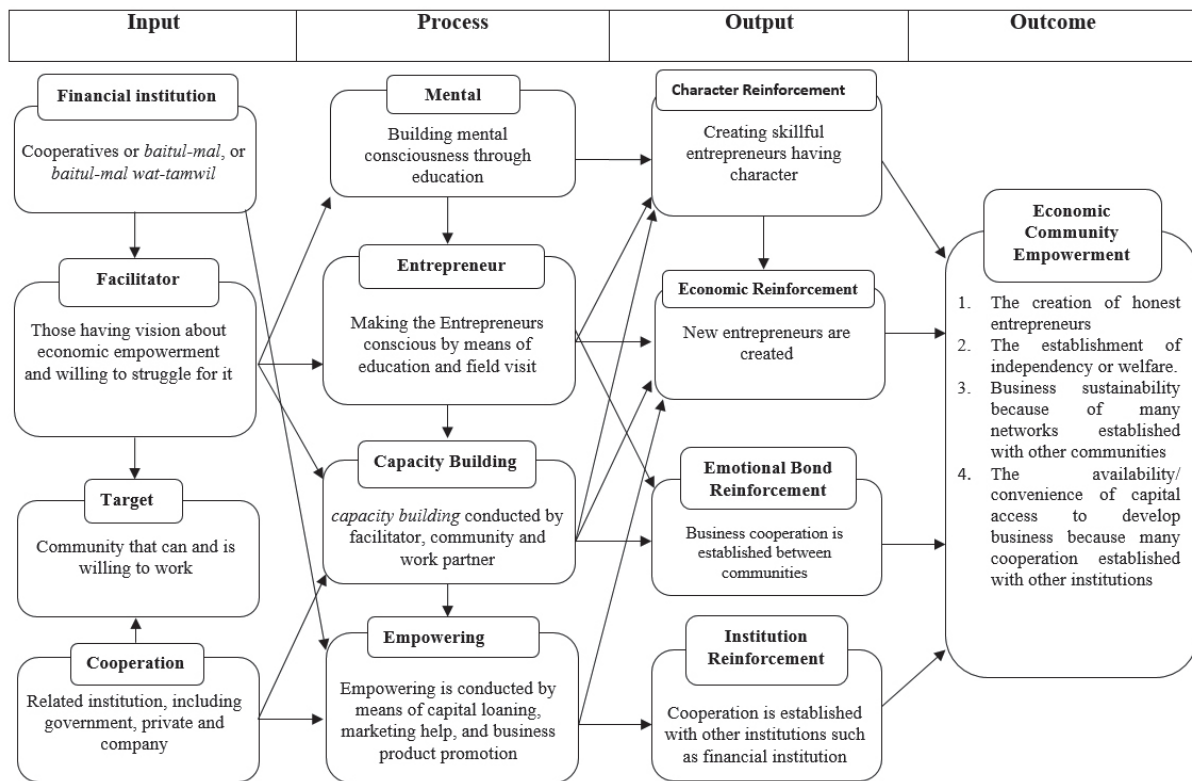 Input
Process
Output
Outcome
Financial institution
Cooperatives or baitul-mal, or
baitul-mal wat-tamwil
Facilitator
Those having vision about
economic empowerment
and willing to struggle for it
Target
Community that can and is
willing to work
Cooperation
Related institution, including
government, private and
company
Mental
Building mental
consciousness through
education
Entrepreneur
Making the Entrepreneurs
conscious by means of
education and field visit
Capacity Building
capacity building conducted by
facilitator, community and
work partner
Empowering
Empowering is conducted by
means of capital loaning,
marketing help, and business
product promotion
Character Reinforcement
Creating skillful
entrepreneurs having
character
Economic Reinforcement
New entrepreneurs are
created
Emotional Bond
Reinforcement
Business cooperation is
established between
communities
Institution
Reinforcement
Cooperation is established
with other institutions such
as financial institution
Economic
Community
Empowerment
1. The creation of honest
entrepreneurs
2. The establishment of
independency or welfare.
3. Business sustainability
because of many
networks established
with other communities
4. The availability/
convenience of capital
access to develop
business because many
cooperation established
with other institutions